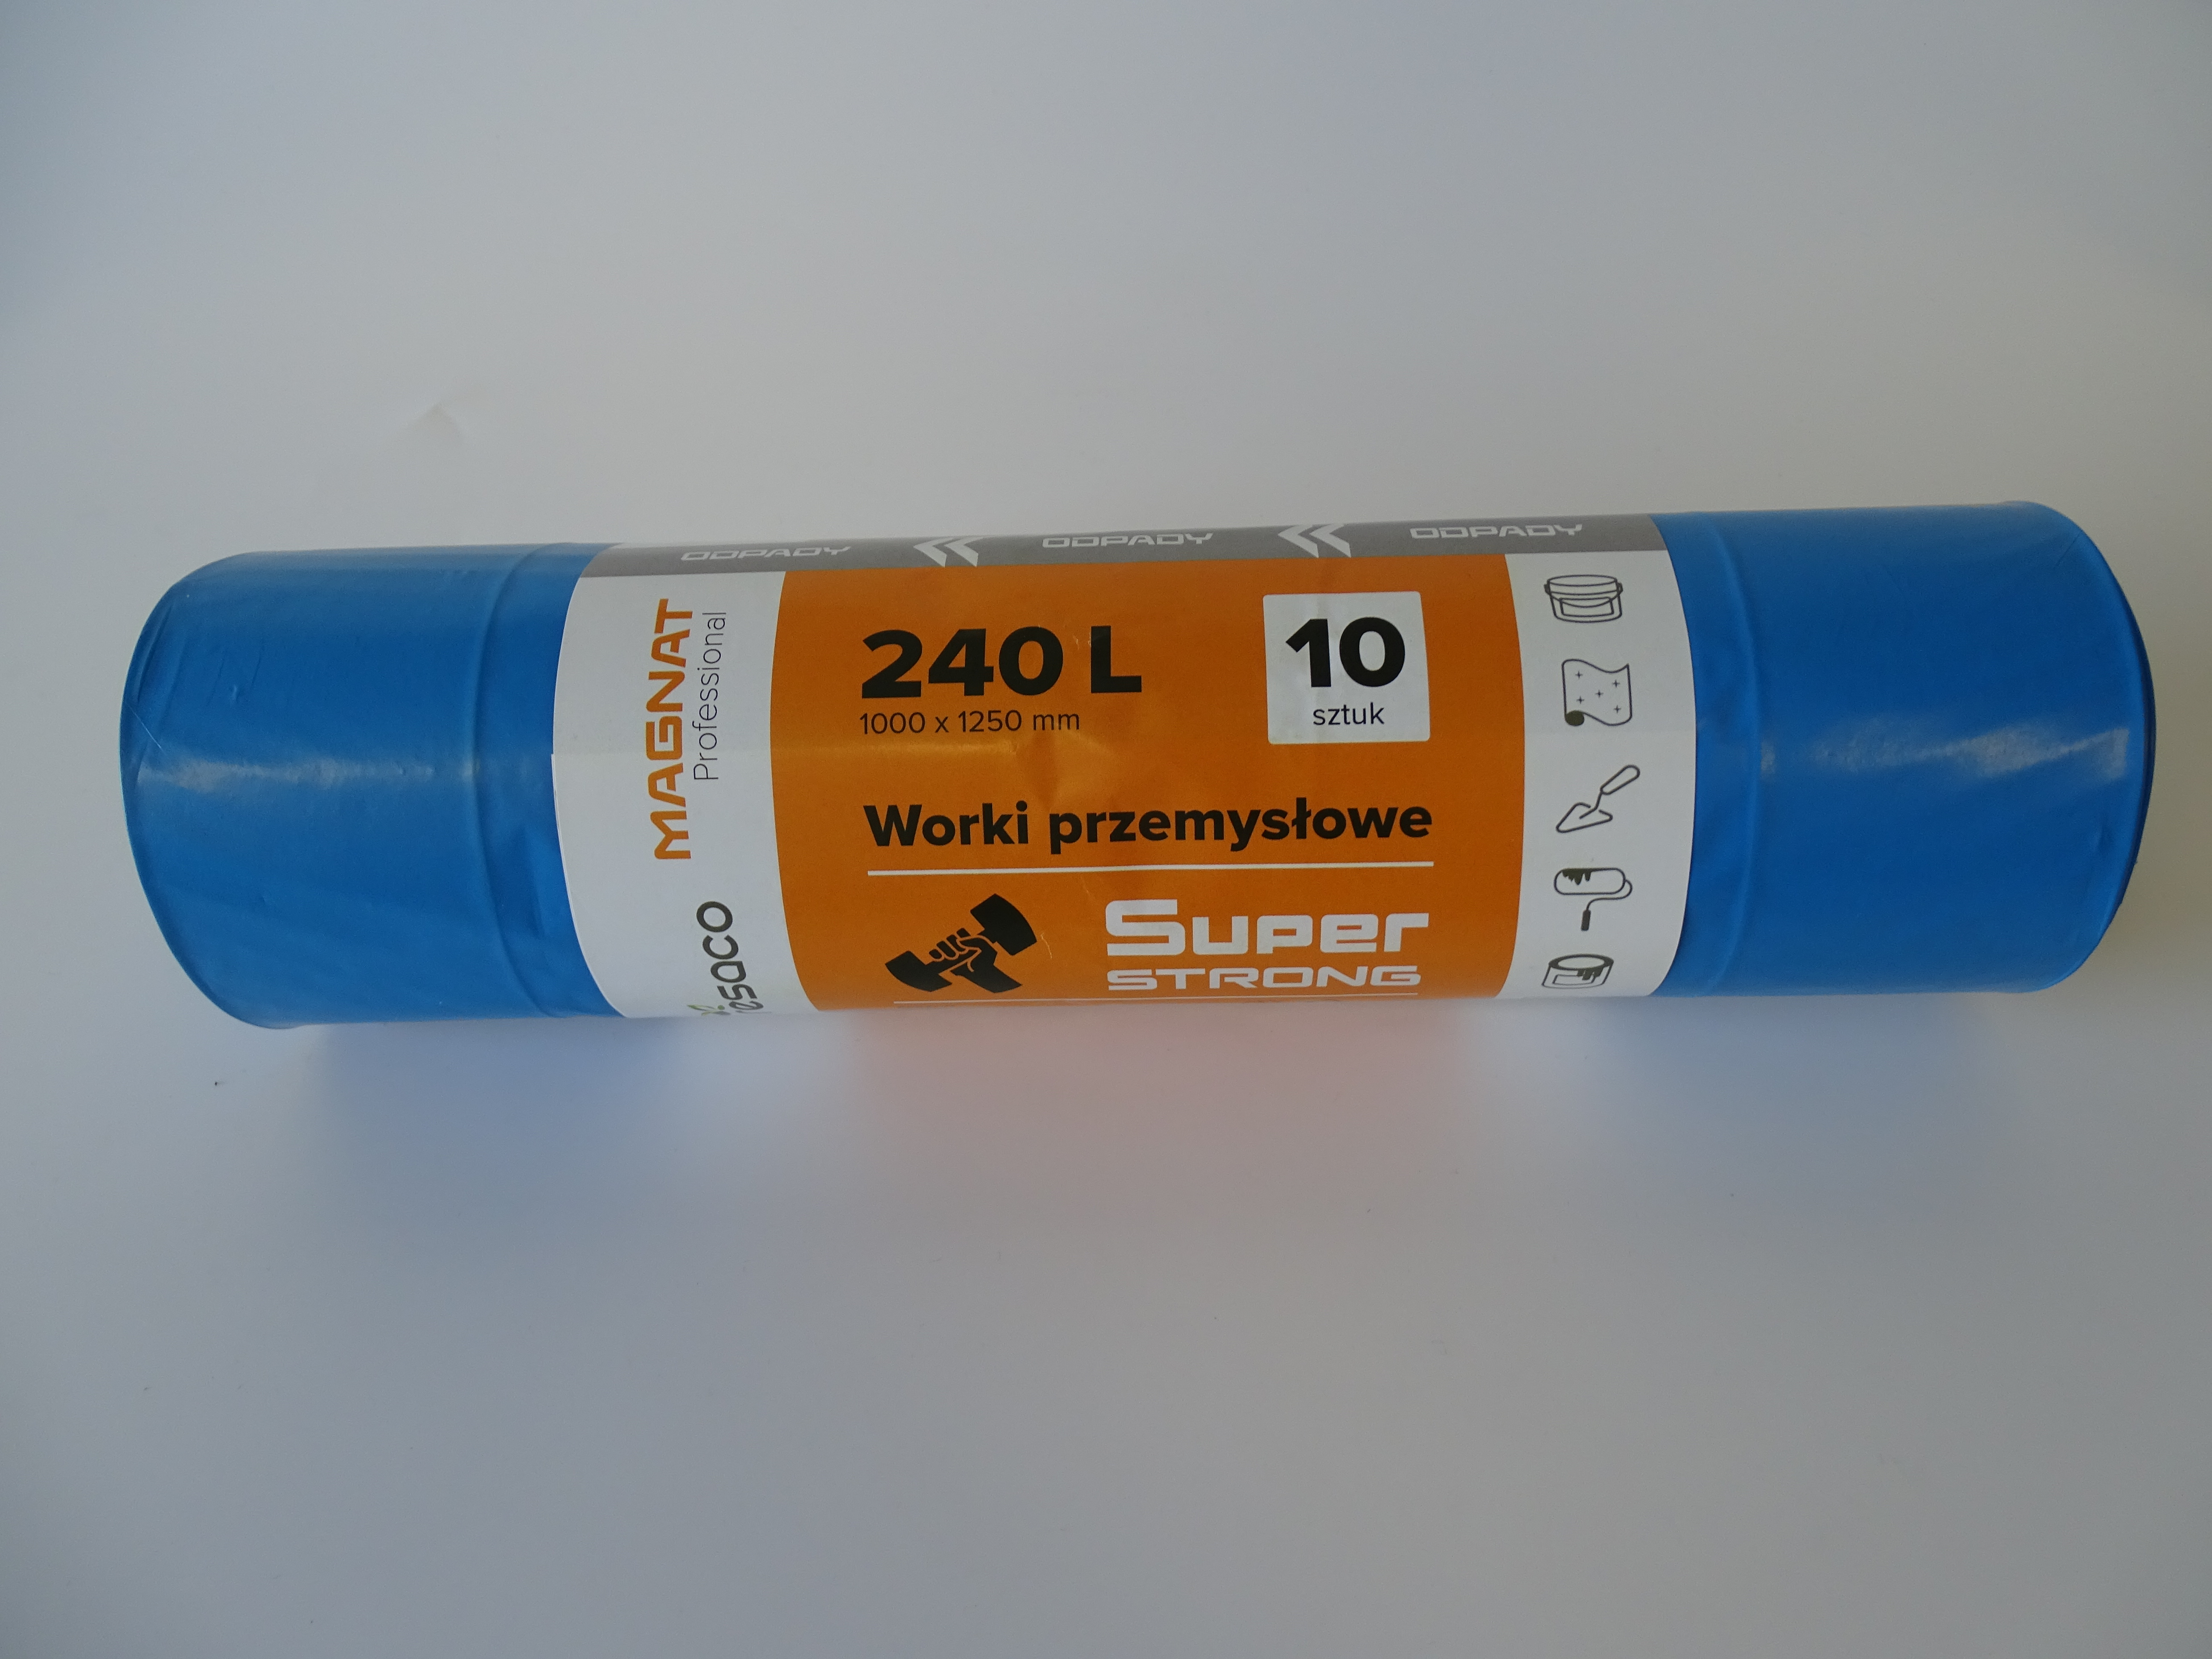 ODPADY ODPADY ODPADY
MAGNAT
Professional
240 L
1000 x 1250 mm
10
sztuk
Worki przemysłowe
Super
STRONG